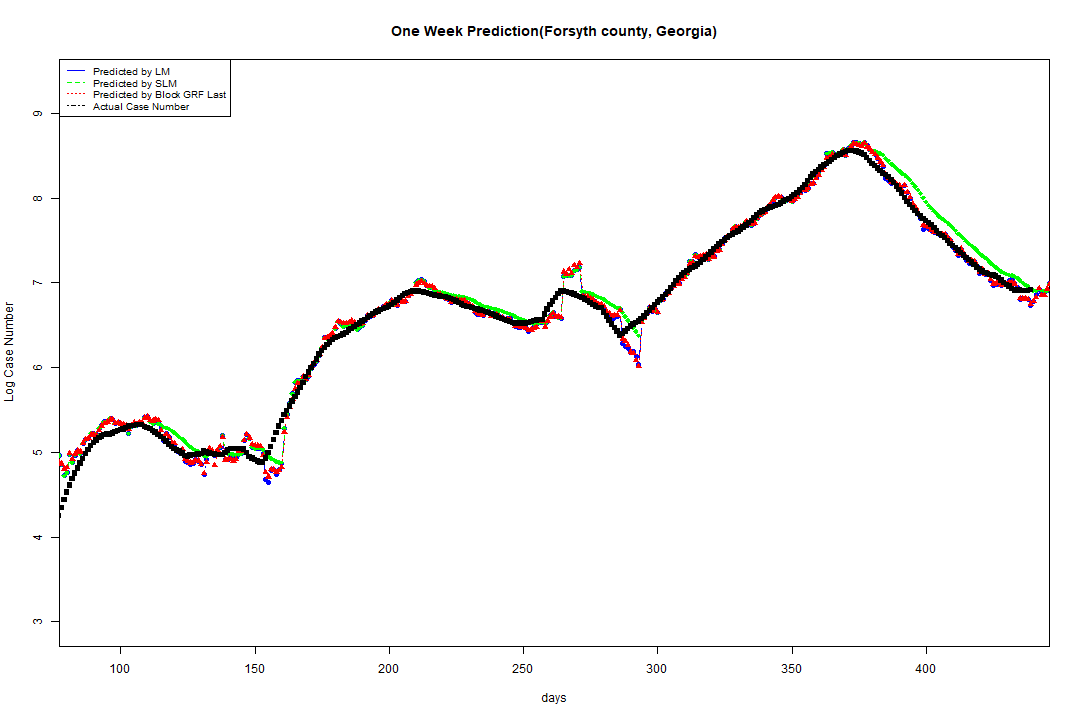 One Week Prediction(Forsyth county, Georgia)
Predicted by LM
Predicted by SLM
Predicted by Block GRF Last
Actual Case Number
9
8
7
6
5
4
3
Log Case Number
100 150 200 250 300 350 400
days